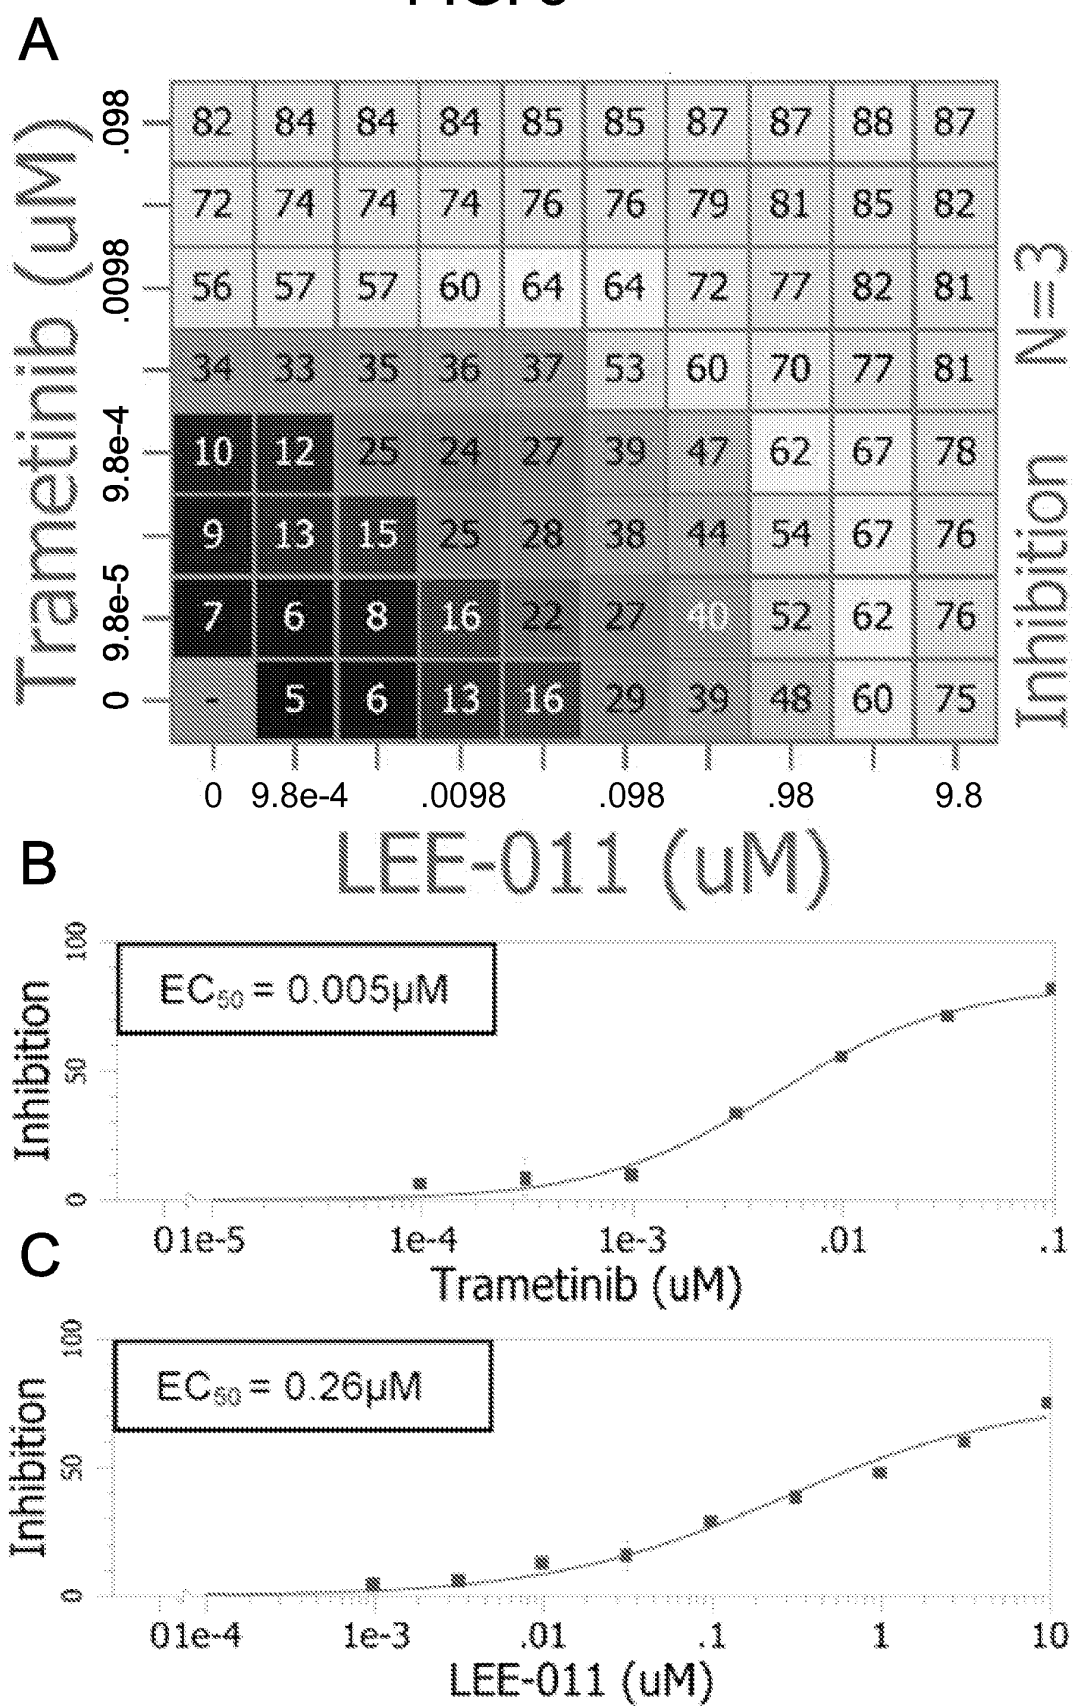 A
.098 82 84 84 84 85 85 87 87 88 87
72 74 74 74 76 76 79 81 85 82
.0098 56 57 57 60 64 64 72 77 82 81
34 33 35 36 37 53 60 70 77 81
9.8e-4 10 12 25 24 27 39 47 62 67 78
9 13 15 25 28 38 44 54 67 76
9.8e-5 7 6 8 16 22 27 40 52 62 76
0 - 5 6 13 16 29 39 48 60 75
0 9.8e-4 .0098 .098 .98 9.8
Trametinib (uM)
LEE-011 (uM)
Inhibition N=3
B
EC50 = 0.005µM
100
50
0
Inhibition
01e-5 1e-4 1e-3 .01 .1
Trametinib (uM)
C
EC50 = 0.26µM
100
50
0
Inhibition
01e-4 1e-3 .01 .1 1 10
LEE-011 (uM)